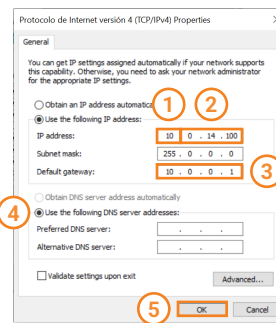 Protocolo de Internet versión 4 (TCP/IPv4) Properties
General
You can get IP settings assigned automatically if your network supports
this capability. Otherwise, you need to ask your network administrator
for the appropriate IP settings.
Obtain an IP address automatica
1 2
Use the following IP address:
IP address: 10 0 . 14 . 100
Subnet mask: 255 . 0 . 0 . 0
Default gateway: 10 . 0 . 0 . 1
3
Obtain DNS server address automatically
4 Use the following DNS server addresses:
Preferred DNS server: . . .
Alternative DNS server: . . .
Validate settings upon exit
Advanced...
5 OK Cancel